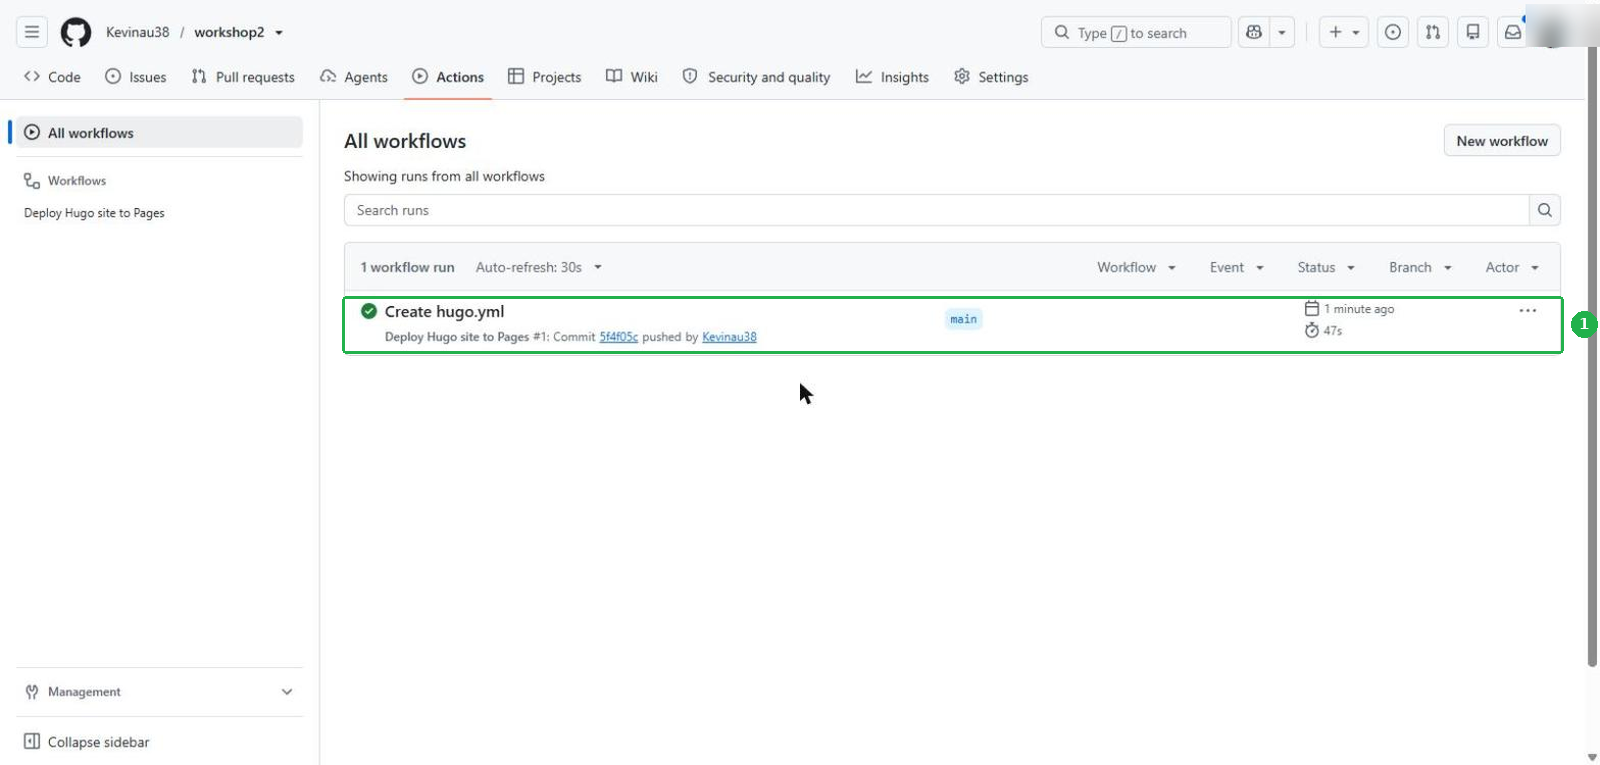 Kevinau38 / workshop2
Type / to search
Code Issues Pull requests Agents Actions Projects Wiki Security and quality Insights Settings
All workflows
Workflows
Deploy Hugo site to Pages
Management
Collapse sidebar
All workflows
New workflow
Showing runs from all workflows
Search runs
1 workflow run Auto-refresh: 30s Workflow Event Status Branch Actor
Create hugo.yml
Deploy Hugo site to Pages #1: Commit 5f4f05c pushed by Kevinau38
main
1 minute ago
47s
1